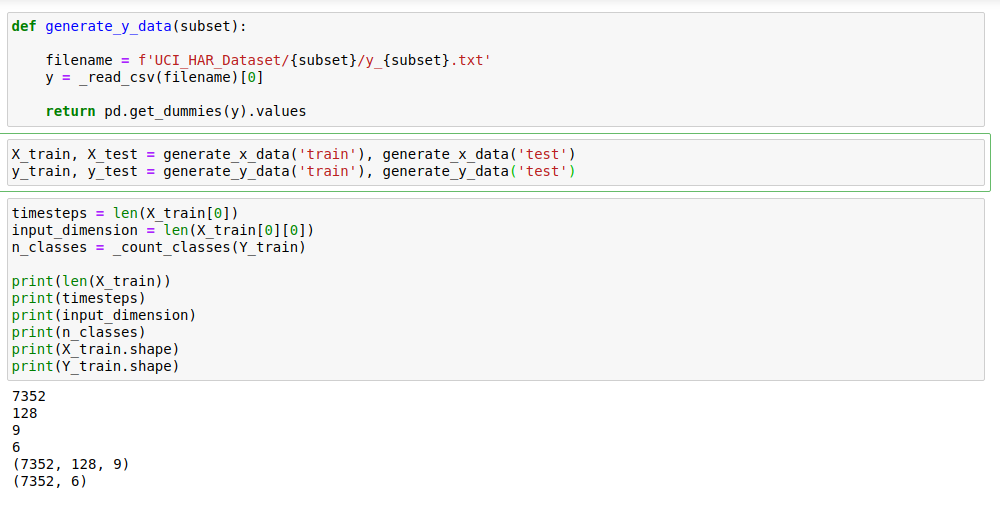 def generate_y_data(subset):
    filename = f'UCI_HAR_Dataset/{subset}/y_{subset}.txt'
    y = _read_csv(filename)[0]
    return pd.get_dummies(y).values
X_train, X_test = generate_x_data('train'), generate_x_data('test')
y_train, y_test = generate_y_data('train'), generate_y_data('test')
timesteps = len(X_train[0])
input_dimension = len(X_train[0][0])
n_classes = _count_classes(Y_train)
print(len(X_train))
print(timesteps)
print(input_dimension)
print(n_classes)
print(X_train.shape)
print(Y_train.shape)
7352
128
9
6
(7352, 128, 9)
(7352, 6)